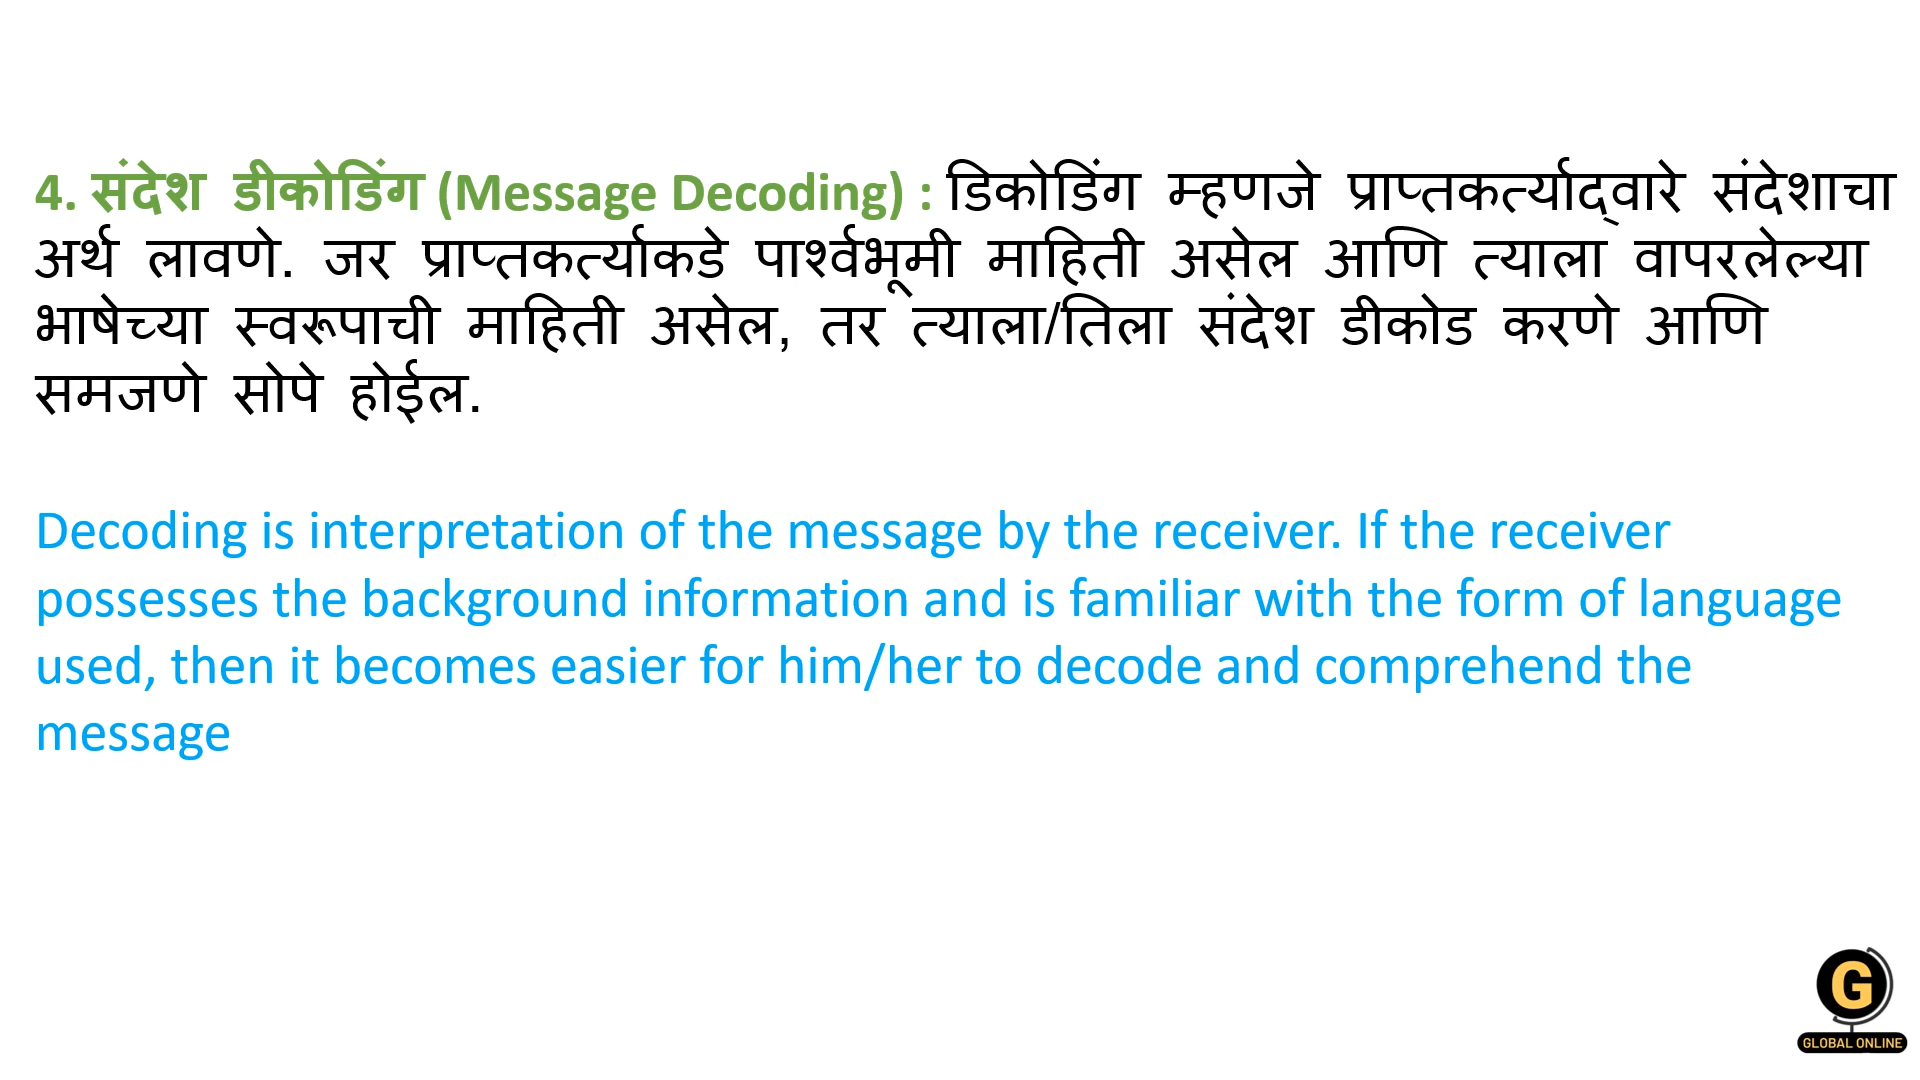 4. संदेश डीकोडिंग (Message Decoding) : डिकोडिंग म्हणजे प्राप्तकर्त्याद्‌वारे संदेशाचा
अर्थ लावणे. जर प्राप्तकर्त्याकडे पार्श्वभूमी माहिती असेल आणि त्याला वापरलेल्या
भाषेच्या स्वरूपाची माहिती असेल, तर त्याला/तिला संदेश डीकोड करणे आणि
समजणे सोपे होईल.
Decoding is interpretation of the message by the receiver. If the receiver
possesses the background information and is familiar with the form of language
used, then it becomes easier for him/her to decode and comprehend the
message
G
GLOBAL ONLINE